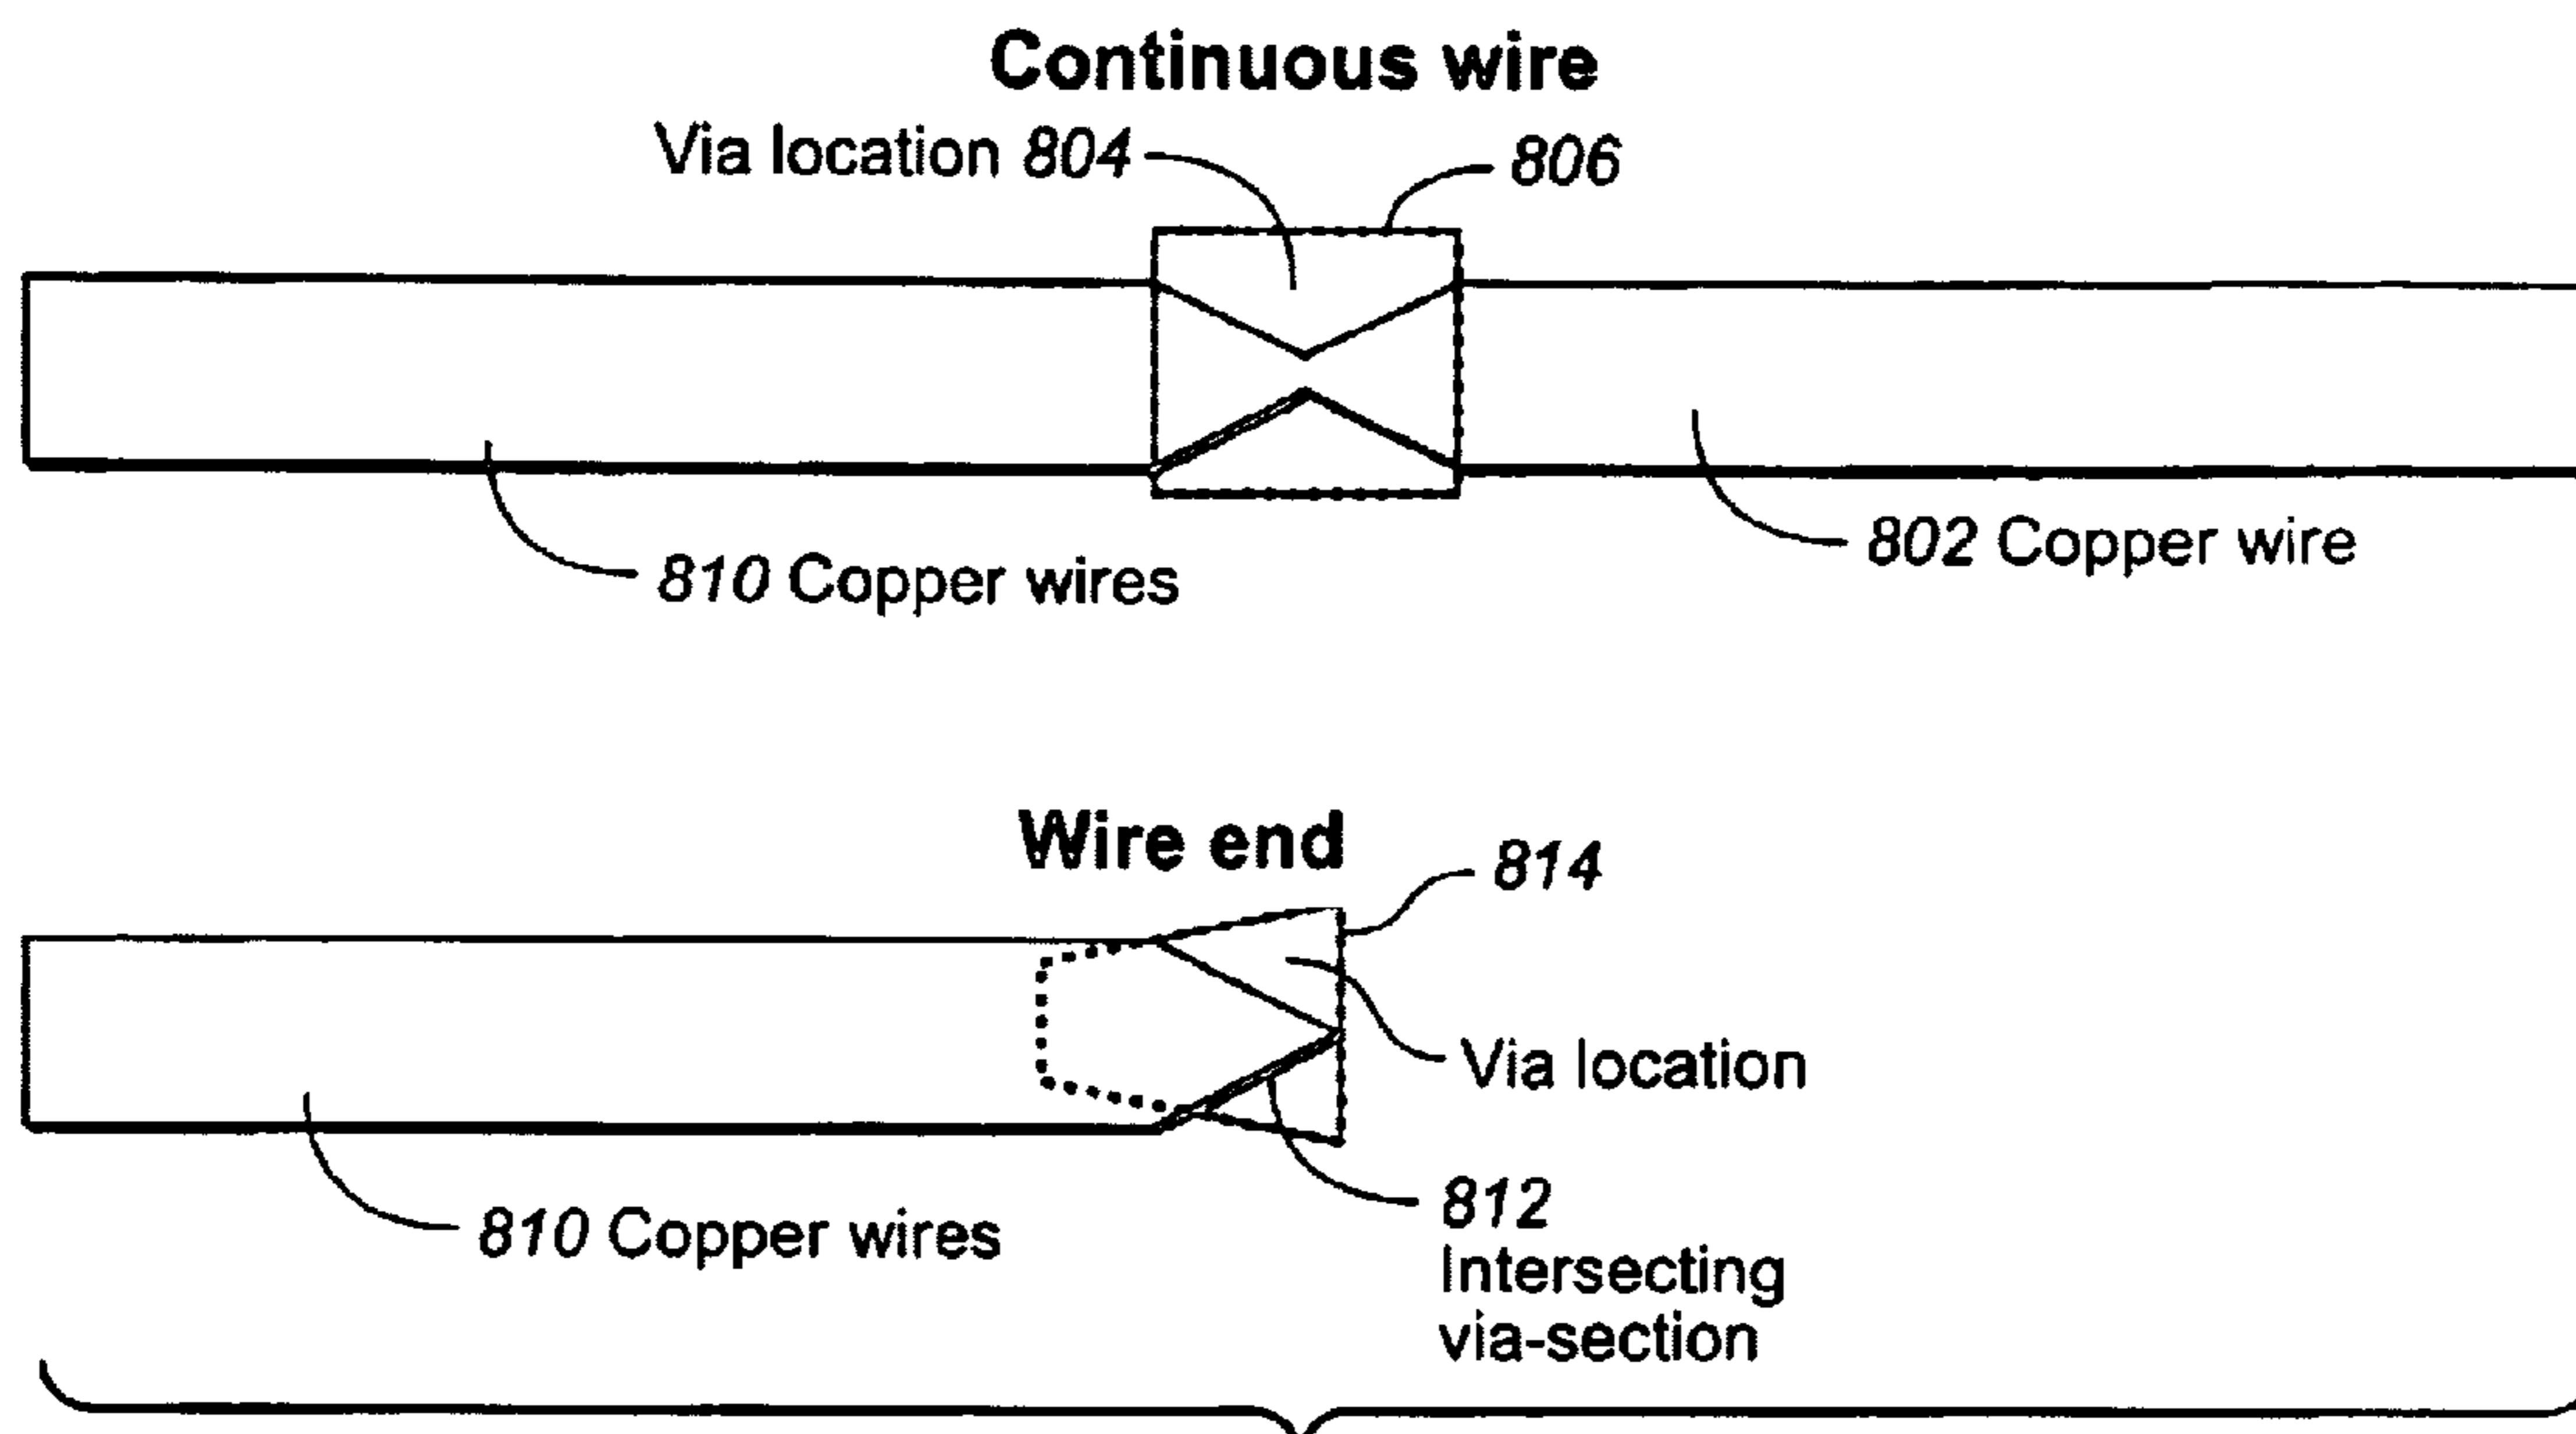 Continuous wire
Via location 804
806
810 Copper wires
802 Copper wire
Wire end
814
Via location
810 Copper wires
812
Intersecting
via-section